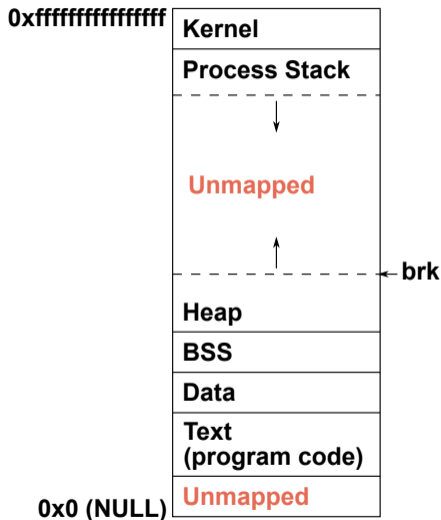 0xffffffffffffffff
Kernel
Process Stack
Unmapped
brk
Heap
BSS
Data
Text
(program code)
Unmapped
0x0 (NULL)